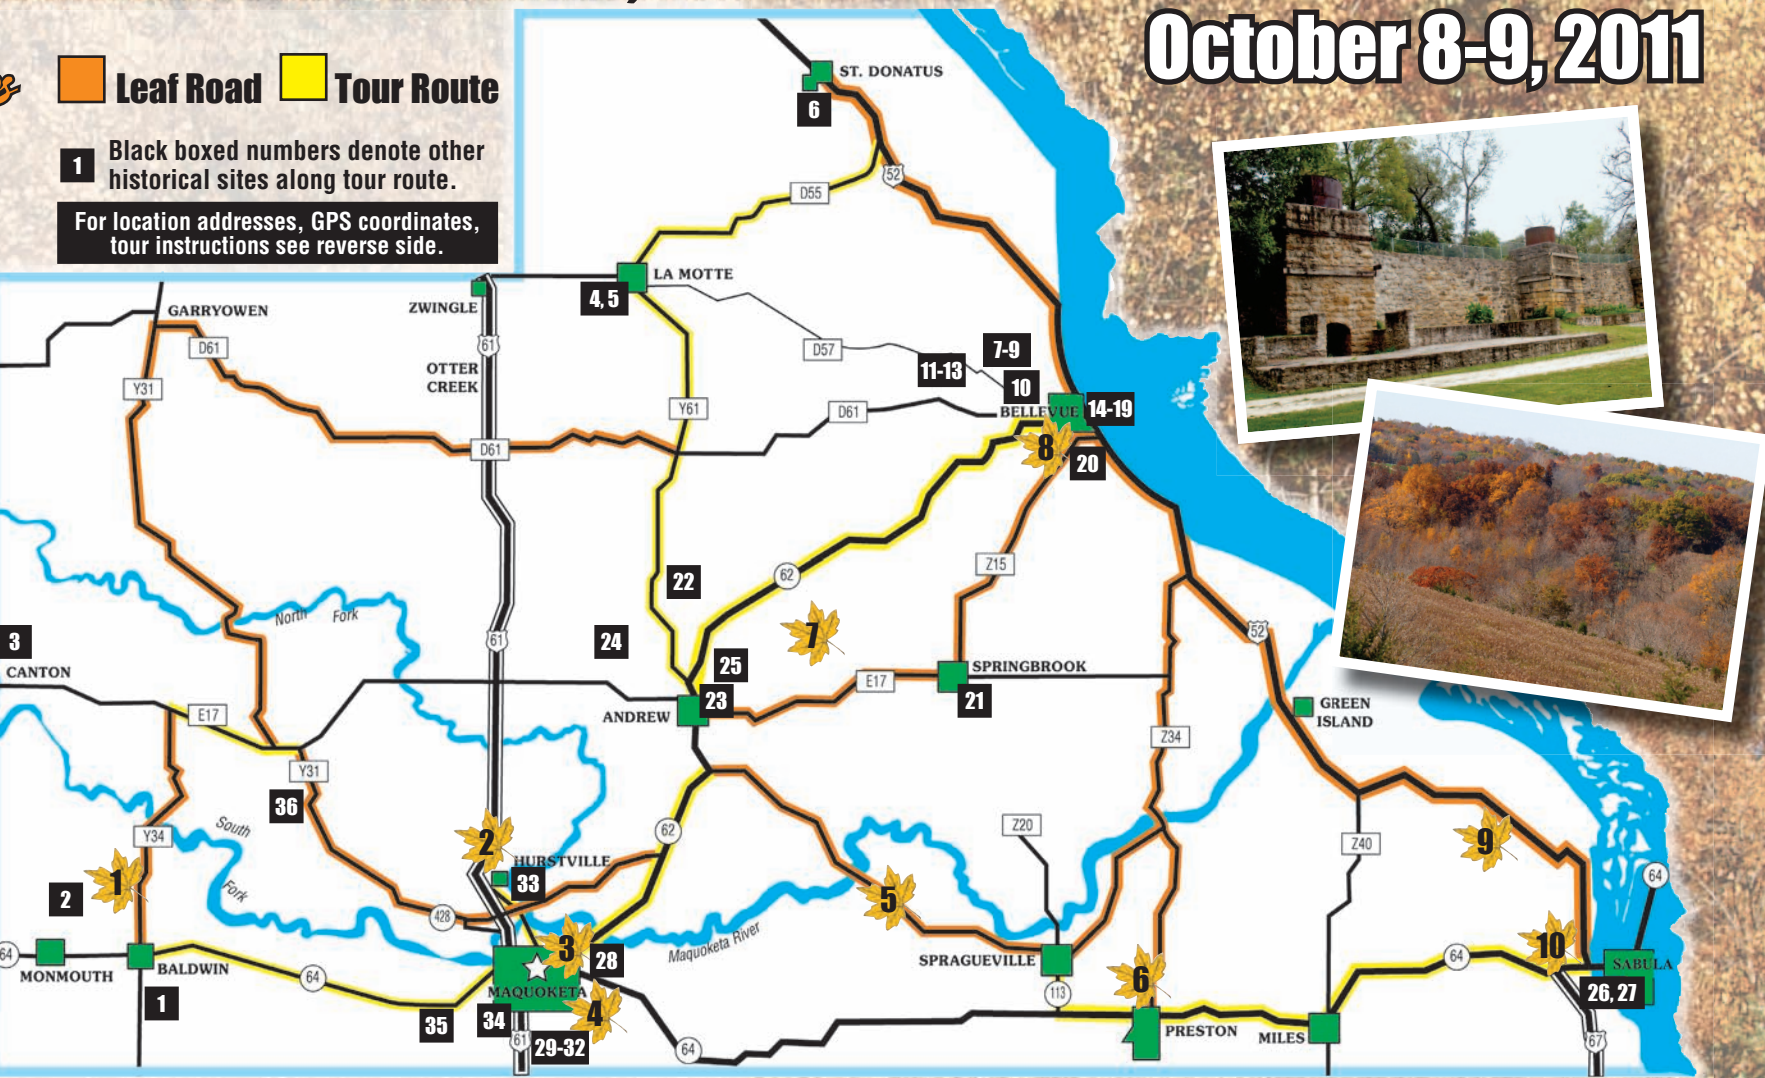 October 8-9, 2011
Leaf Road
Tour Route
1
Black boxed numbers denote other
historical sites along tour route.
For location addresses, GPS coordinates,
tour instructions see reverse side.
ST. DONATUS
6
52
D55
LA MOTTE
4, 5
ZWINGLE
GARRYOWEN
61
D61
D57
7-9
OTTER
CREEK
11-13
10
Y31
Y61
D61
BELLEVUE
14-19
8
D61
20
Z15
62
22
North Fork
7
52
3
61
24
25
SPRINGBROOK
CANTON
E17
21
23
ANDREW
GREEN
ISLAND
E17
Z34
Y31
36
South
Fork
62
Z20
Y34
2
Z40
9
HURSTVILLE
33
1
2
64
5
428
Maquoketa River
3
28
10
64
MONMOUTH
BALDWIN
64
SPRAGUEVILLE
64
SABULA
6
MAQUOKETA
113
26, 27
1
4
35
34
PRESTON
MILES
61
29-32
64
67